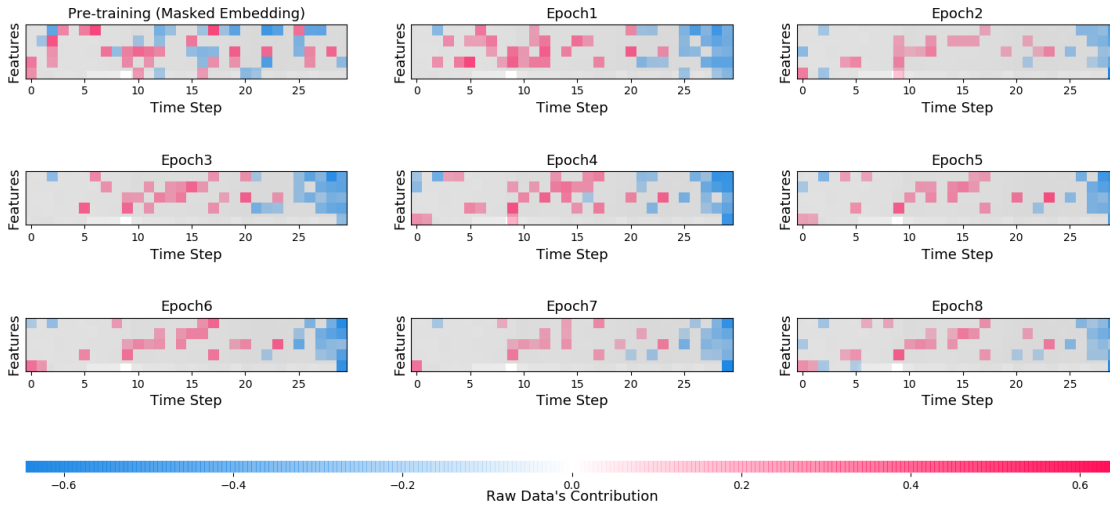 Pre-training (Masked Embedding) Epoch1 Epoch2
Features Features Features
0 5 10 15 20 25 0 5 10 15 20 25 0 5 10 15 20 25
Time Step Time Step Time Step
Epoch3 Epoch4 Epoch5
Features Features Features
0 5 10 15 20 25 0 5 10 15 20 25 0 5 10 15 20 25
Time Step Time Step Time Step
Epoch6 Epoch7 Epoch8
Features Features Features
0 5 10 15 20 25 0 5 10 15 20 25 0 5 10 15 20 25
Time Step Time Step Time Step
−0.6 −0.4 −0.2 0.0 0.2 0.4 0.6
Raw Data's Contribution